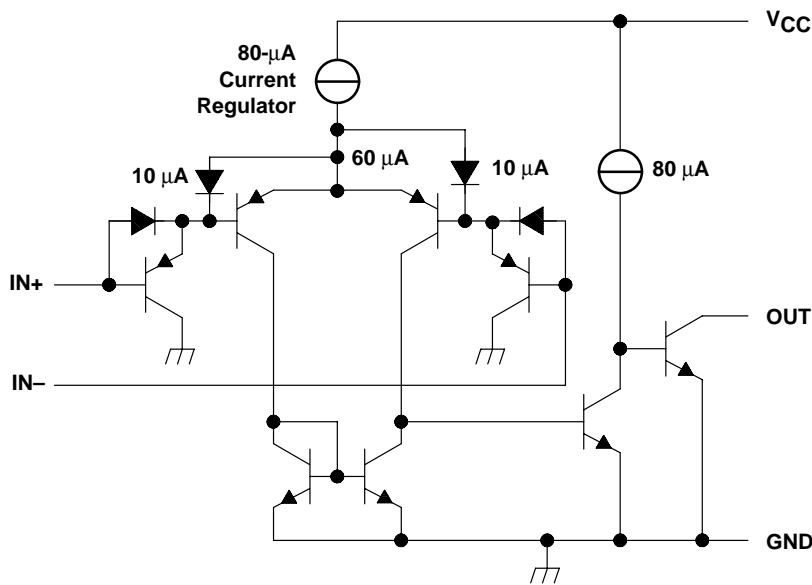 VCC
80-μA
Current
Regulator
60 μA
10 μA
10 μA
80 μA
IN+
OUT
IN–
GND